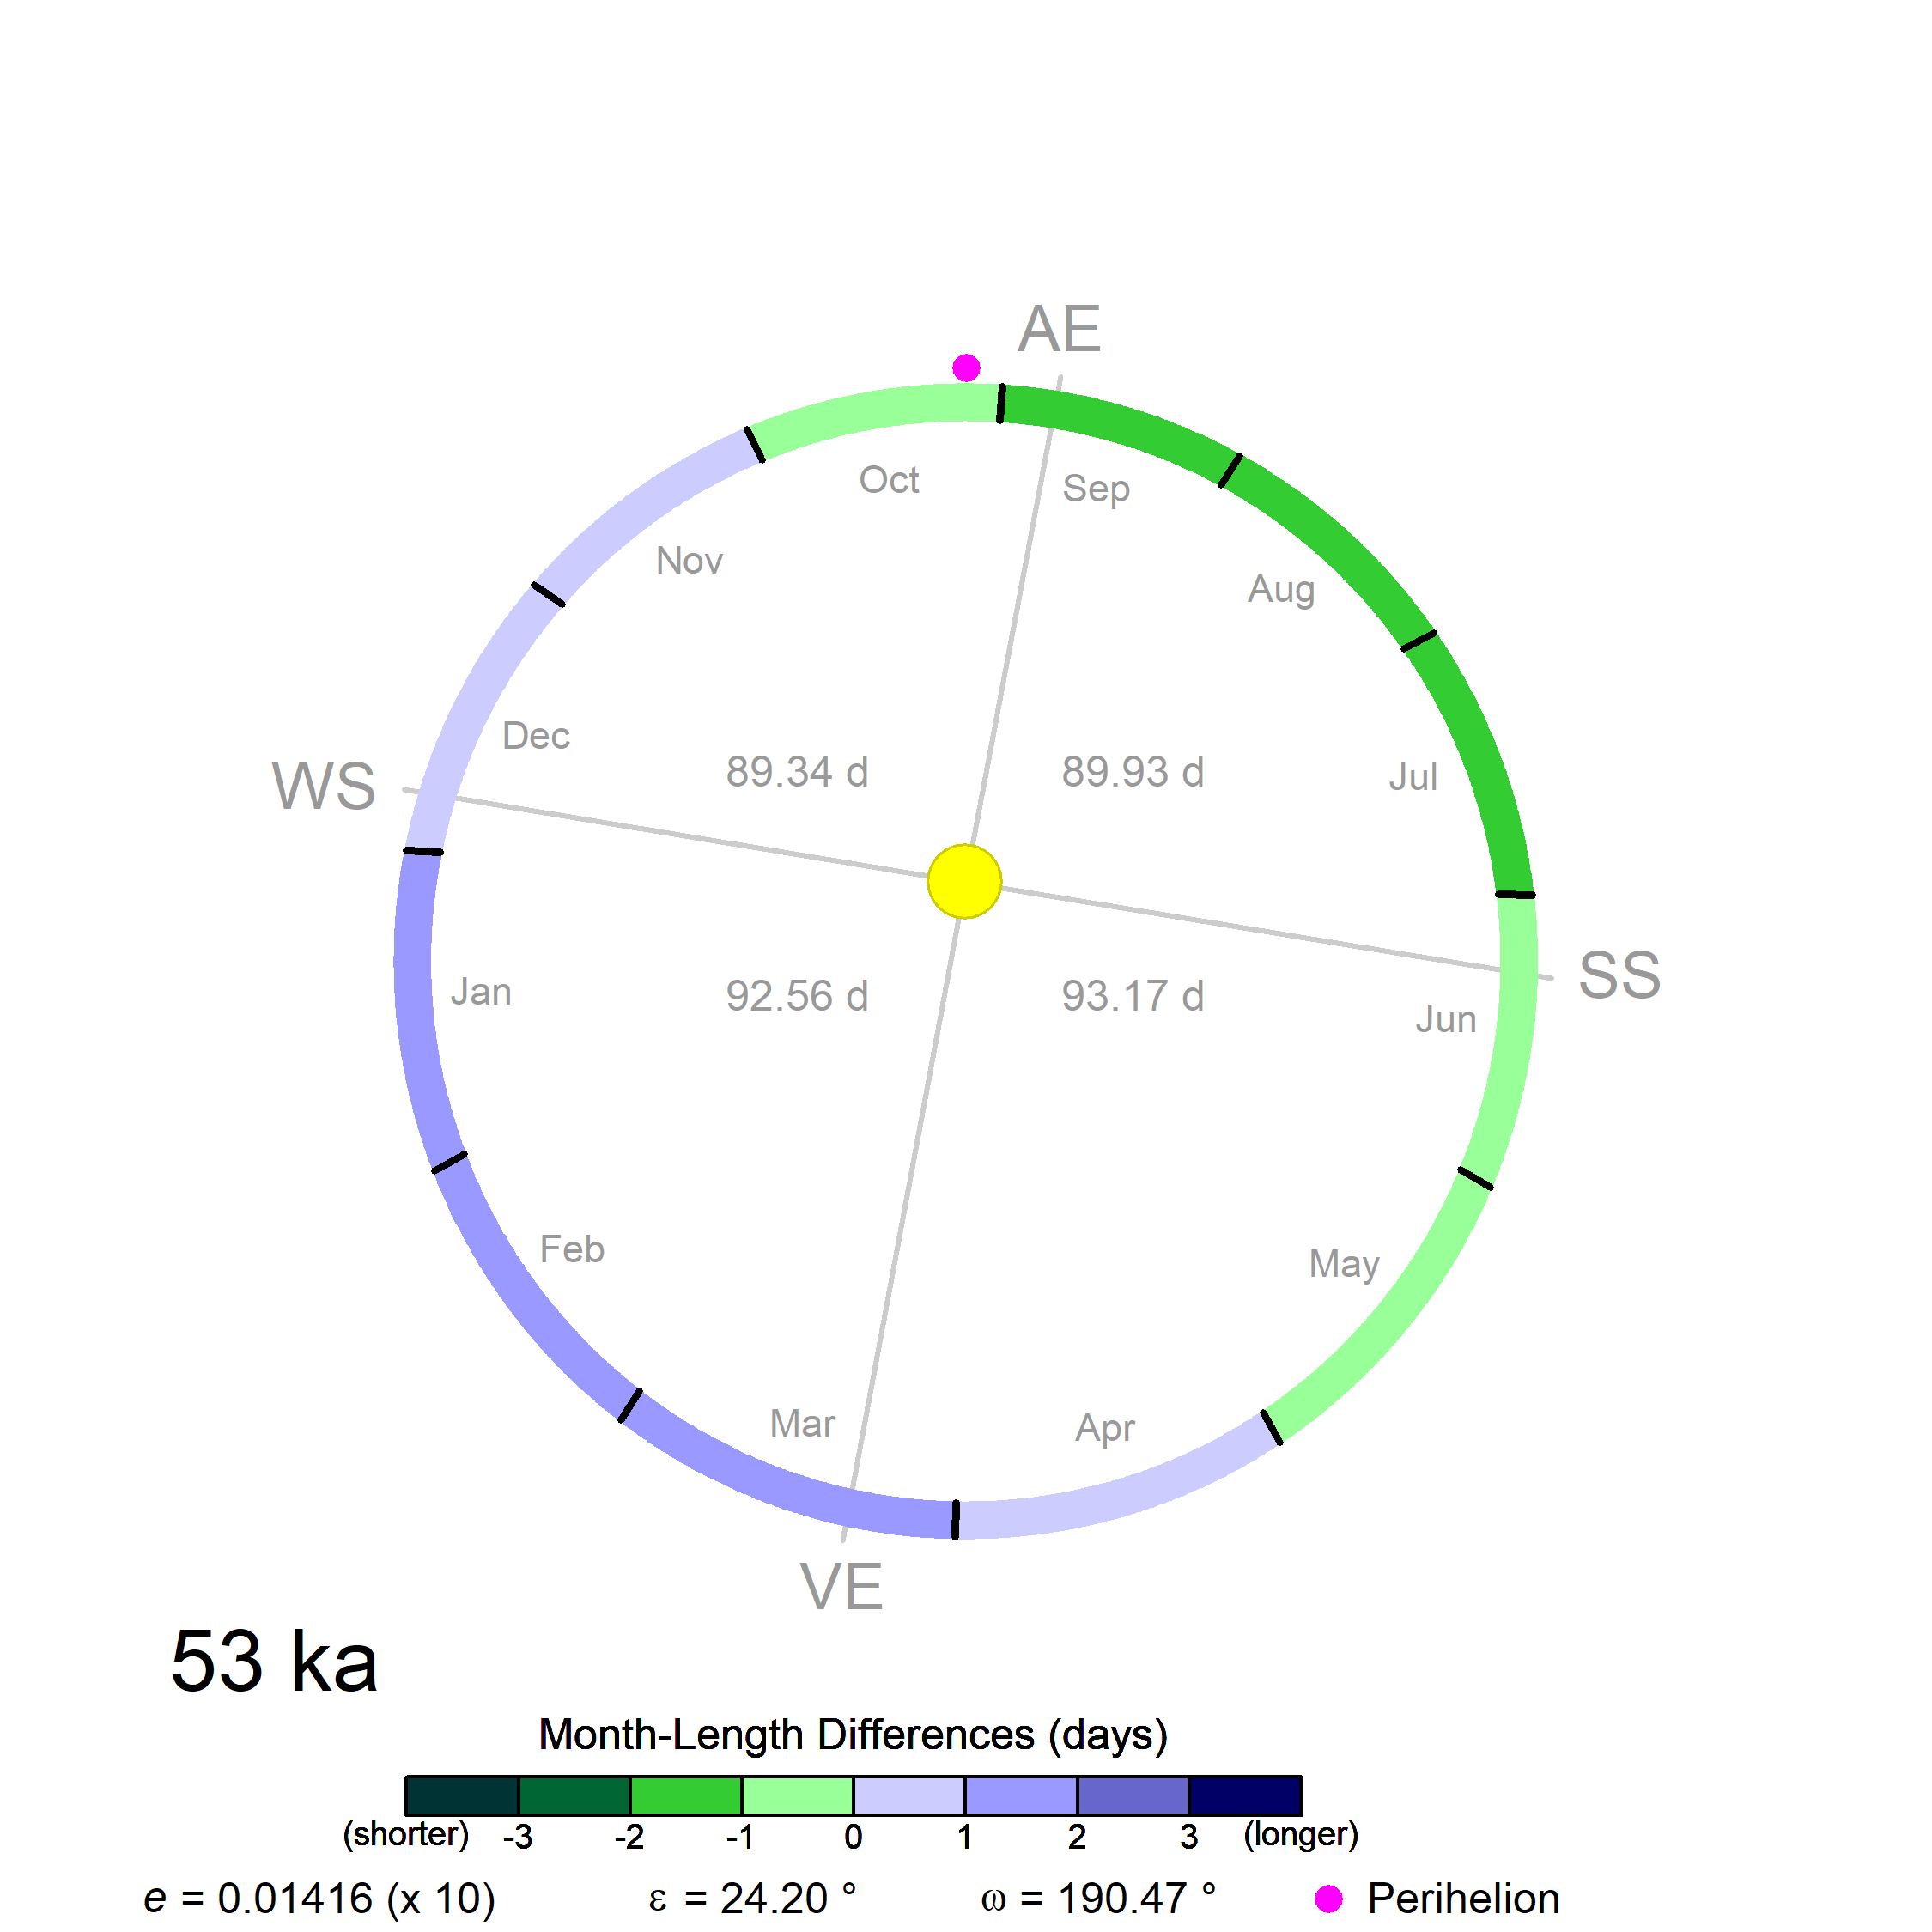 AE
Oct
Sep
Nov
Aug
Dec
WS
89.34 d
89.93 d
Jul
SS
Jan
92.56 d
93.17 d
Jun
Feb
May
Mar
Apr
VE
53 ka
Month-Length Differences (days)
(shorter) -3 -2 -1 0 1 2 3 (longer)
e = 0.01416 (x 10) ε = 24.20 ° ω = 190.47 ° Perihelion